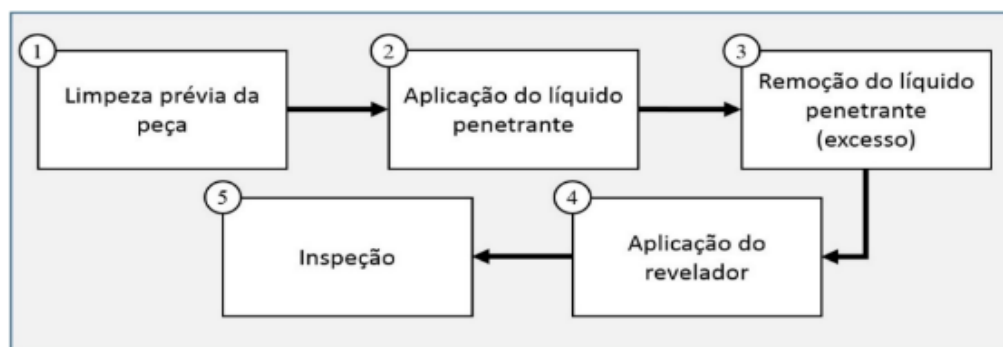 1
Limpeza prévia da
peça
2
Aplicação do líquido
penetrante
3
Remoção do líquido
penetrante
(excesso)
4
Aplicação do
revelador
5
Inspeção